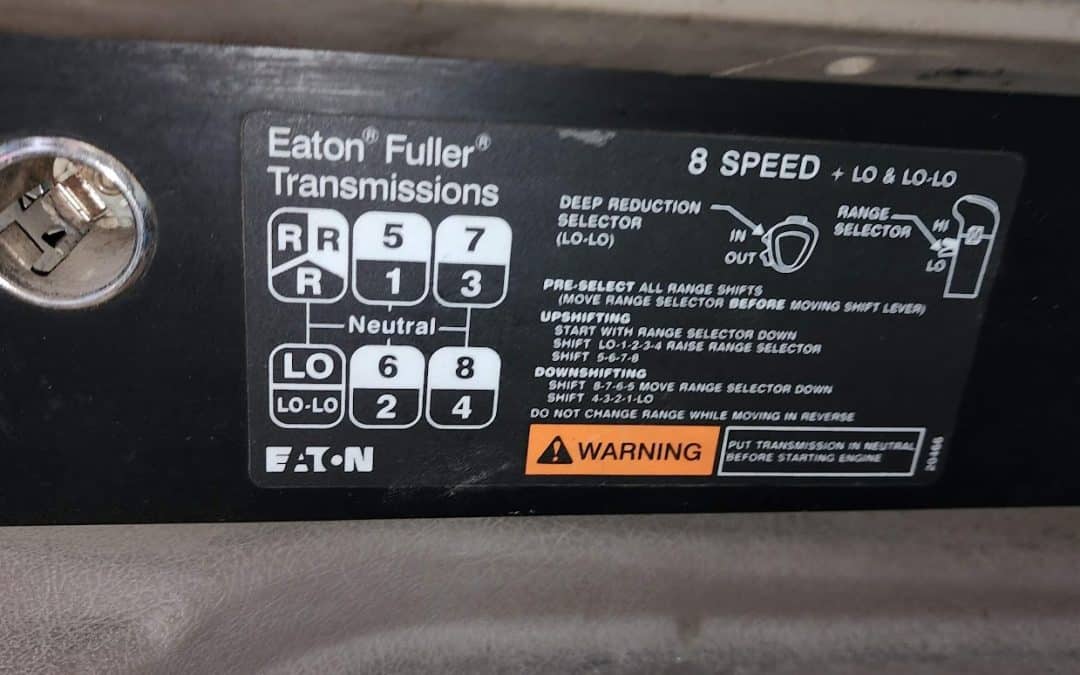 Eaton® Fuller®
Transmissions
R R
R
5
1
7
3
Neutral
LO
LO-LO
6
2
8
4
EATON
8 SPEED + LO & LO-LO
DEEP REDUCTION
SELECTOR
(LO-LO)
IN
OUT
RANGE
SELECTOR
HI
LO
PRE-SELECT ALL RANGE SHIFTS
(MOVE RANGE SELECTOR BEFORE MOVING SHIFT LEVER)
UPSHIFTING
START WITH RANGE SELECTOR DOWN
SHIFT LO-1-2-3-4 RAISE RANGE SELECTOR
SHIFT 5-6-7-8
DOWNSHIFTING
SHIFT 8-7-6-5 MOVE RANGE SELECTOR DOWN
SHIFT 4-3-2-1-LO
DO NOT CHANGE RANGE WHILE MOVING IN REVERSE
WARNING
PUT TRANSMISSION IN NEUTRAL
BEFORE STARTING ENGINE
20466